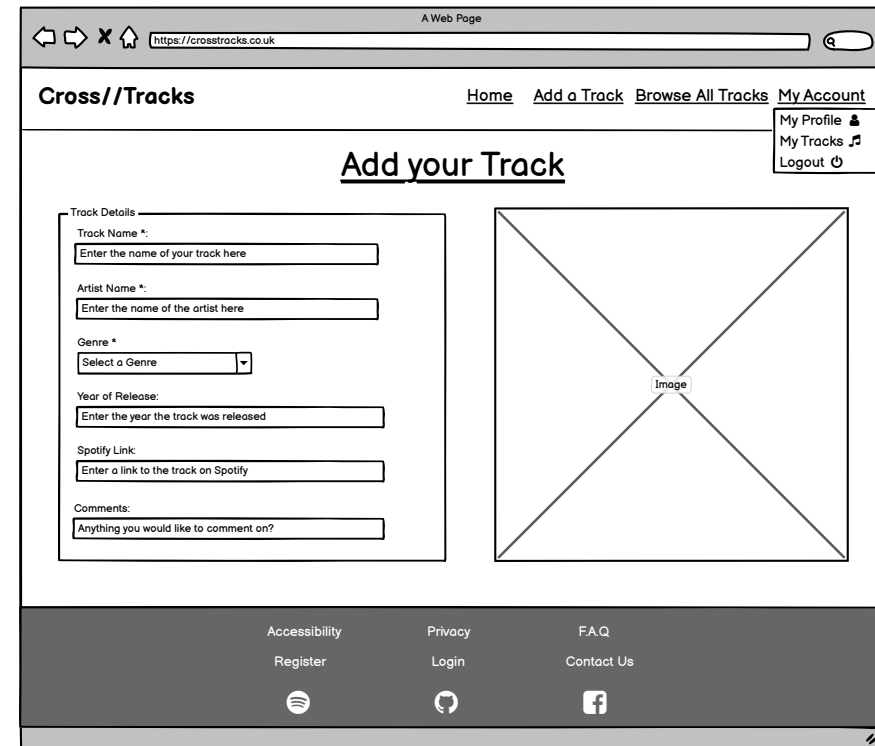 A Web Page
https://crosstracks.co.uk
Cross//Tracks
Home Add a Track Browse All Tracks My Account
My Profile
My Tracks
Logout
Add your Track
Track Details
Track Name *:
Enter the name of your track here
Artist Name *:
Enter the name of the artist here
Genre *
Select a Genre
Year of Release:
Enter the year the track was released
Spotify Link:
Enter a link to the track on Spotify
Comments:
Anything you would like to comment on?
Image
Accessibility Privacy F.A.Q
Register Login Contact Us